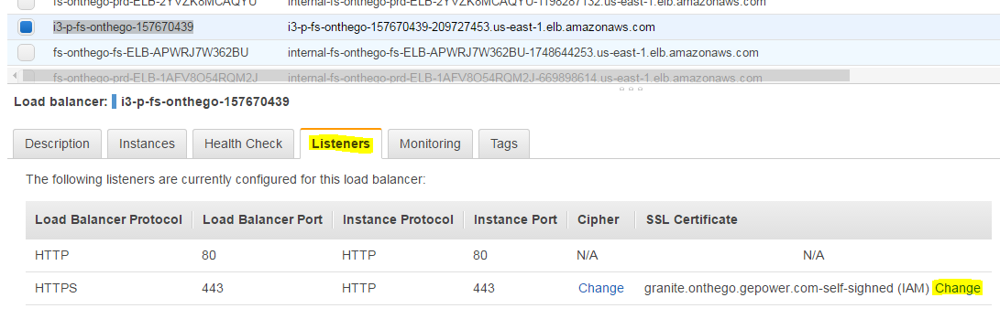 fs-onthego-prd-ELB-2YVZK8MCAQYU internal-fs-onthego-prd-ELB-2YVZK8MCAQYU-1198287132.us-east-1.elb.amazonaws.com
i3-p-fs-onthego-157670439 i3-p-fs-onthego-157670439-209727453.us-east-1.elb.amazonaws.com
fs-onthego-fs-ELB-APWRJ7W362BU internal-fs-onthego-fs-ELB-APWRJ7W362BU-1748644253.us-east-1.elb.amazonaws.com
fs-onthego-prd-ELB-1AFV8O54RQM2J internal-fs-onthego-prd-ELB-1AFV8O54RQM2J-669898614.us-east-1.elb.amazonaws.com
Load balancer: i3-p-fs-onthego-157670439
Description Instances Health Check Listeners Monitoring Tags
The following listeners are currently configured for this load balancer:
Load Balancer Protocol Load Balancer Port Instance Protocol Instance Port Cipher SSL Certificate
HTTP 80 HTTP 80 N/A N/A
HTTPS 443 HTTP 443 Change granite.onthego.gepower.com-self-sighned (IAM) Change